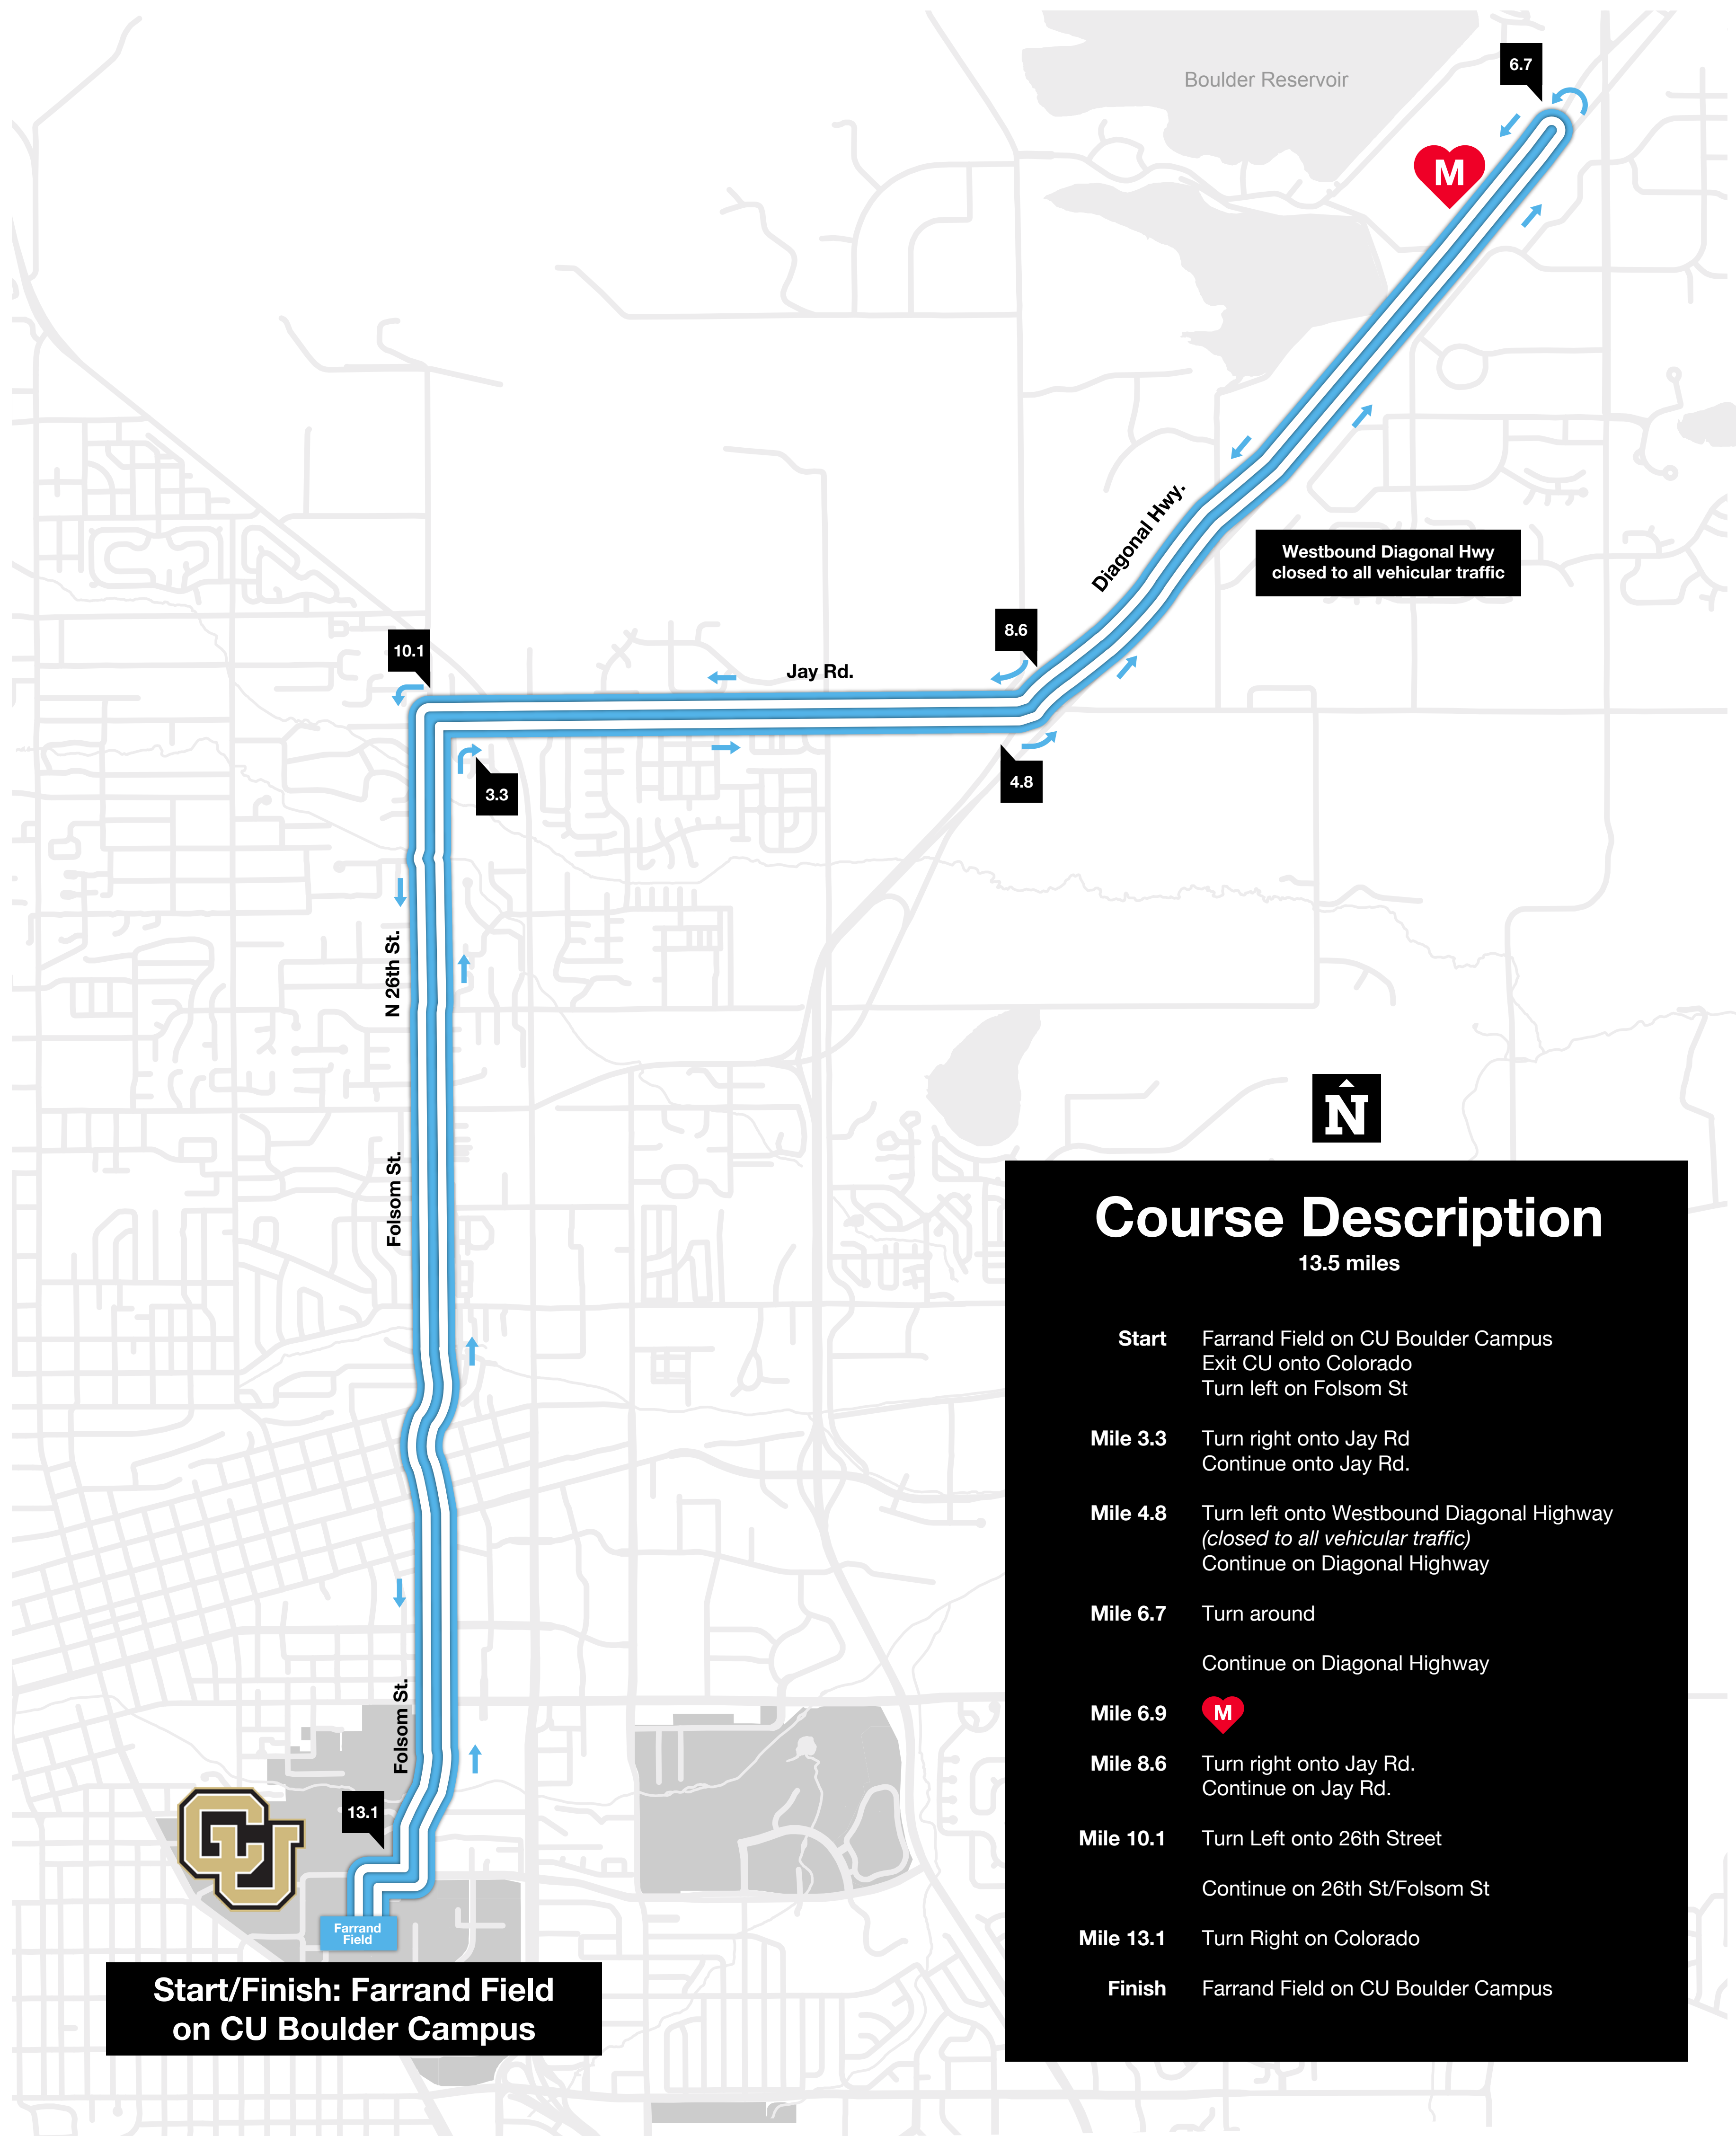 Boulder Reservoir
6.7
M
Diagonal Hwy.
Westbound Diagonal Hwy
closed to all vehicular traffic
8.6
10.1
Jay Rd.
3.3
4.8
N 26th St.
Folsom St.
N
Course Description
13.5 miles
Start Farrand Field on CU Boulder Campus
Exit CU onto Colorado
Turn left on Folsom St
Mile 3.3 Turn right onto Jay Rd
Continue onto Jay Rd.
Mile 4.8 Turn left onto Westbound Diagonal Highway
(closed to all vehicular traffic)
Continue on Diagonal Highway
Mile 6.7 Turn around
Continue on Diagonal Highway
Mile 6.9 M
Mile 8.6 Turn right onto Jay Rd.
Continue on Jay Rd.
Mile 10.1 Turn Left onto 26th Street
Continue on 26th St/Folsom St
Mile 13.1 Turn Right on Colorado
Finish Farrand Field on CU Boulder Campus
Folsom St.
13.1
CU
Farrand
Field
Start/Finish: Farrand Field
on CU Boulder Campus